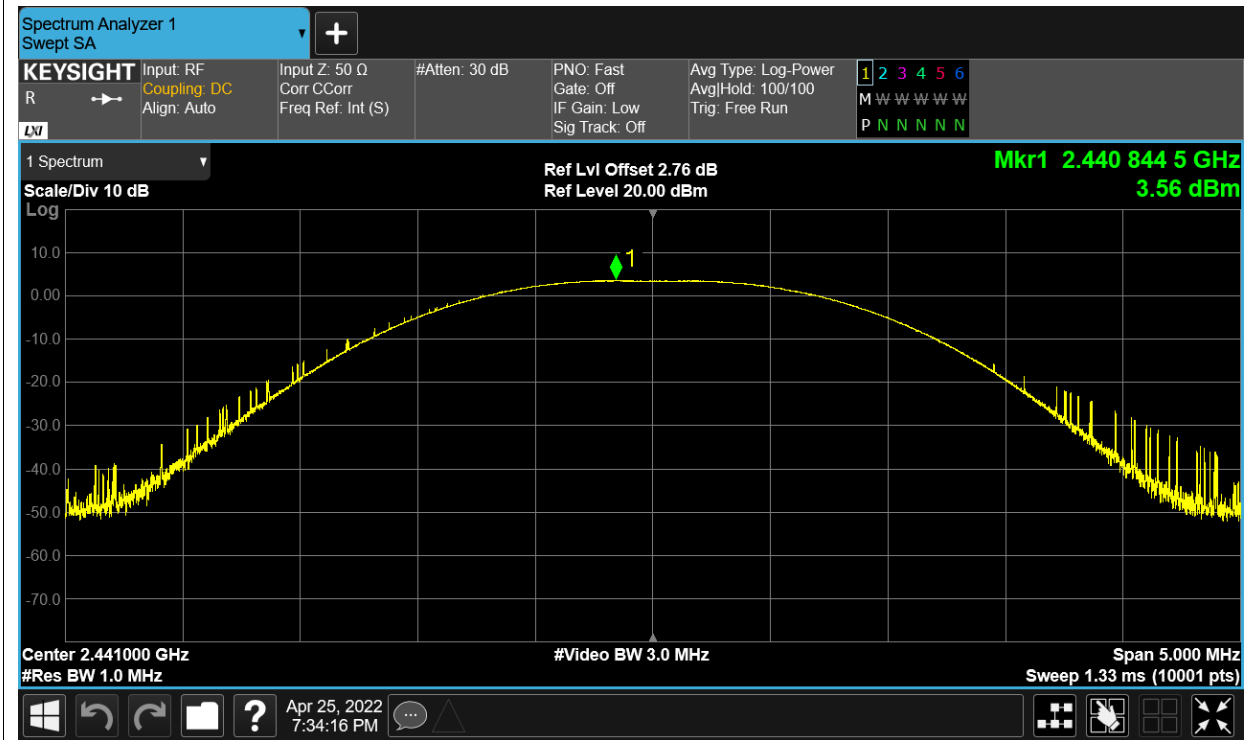 Spectrum Analyzer 1
Swept SA
KEYSIGHT
R
LXI
Input: RF
Coupling: DC
Align: Auto
Input Z: 50 Ω
Corr CCorr
Freq Ref: Int (S)
#Atten: 30 dB
PNO: Fast
Gate: Off
IF Gain: Low
Sig Track: Off
Avg Type: Log-Power
Avg|Hold: 100/100
Trig: Free Run
1 2 3 4 5 6
M W W W W W
P N N N N N
1 Spectrum
Scale/Div 10 dB
Log
Ref Lvl Offset 2.76 dB
Ref Level 20.00 dBm
Mkr1 2.440 844 5 GHz
3.56 dBm
1
10.0
0.00
-10.0
-20.0
-30.0
-40.0
-50.0
-60.0
-70.0
Center 2.441000 GHz
#Res BW 1.0 MHz
#Video BW 3.0 MHz
Span 5.000 MHz
Sweep 1.33 ms (10001 pts)
?
Apr 25, 2022
7:34:16 PM